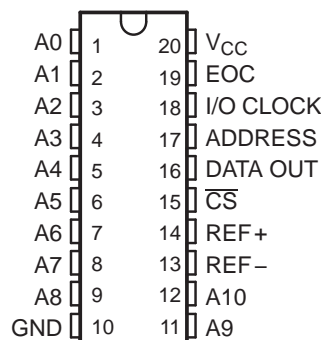 A0 1 20 VCC
A1 2 19 EOC
A2 3 18 I/O CLOCK
A3 4 17 ADDRESS
A4 5 16 DATA OUT
A5 6 15 C̅S̅
A6 7 14 REF+
A7 8 13 REF−
A8 9 12 A10
GND 10 11 A9